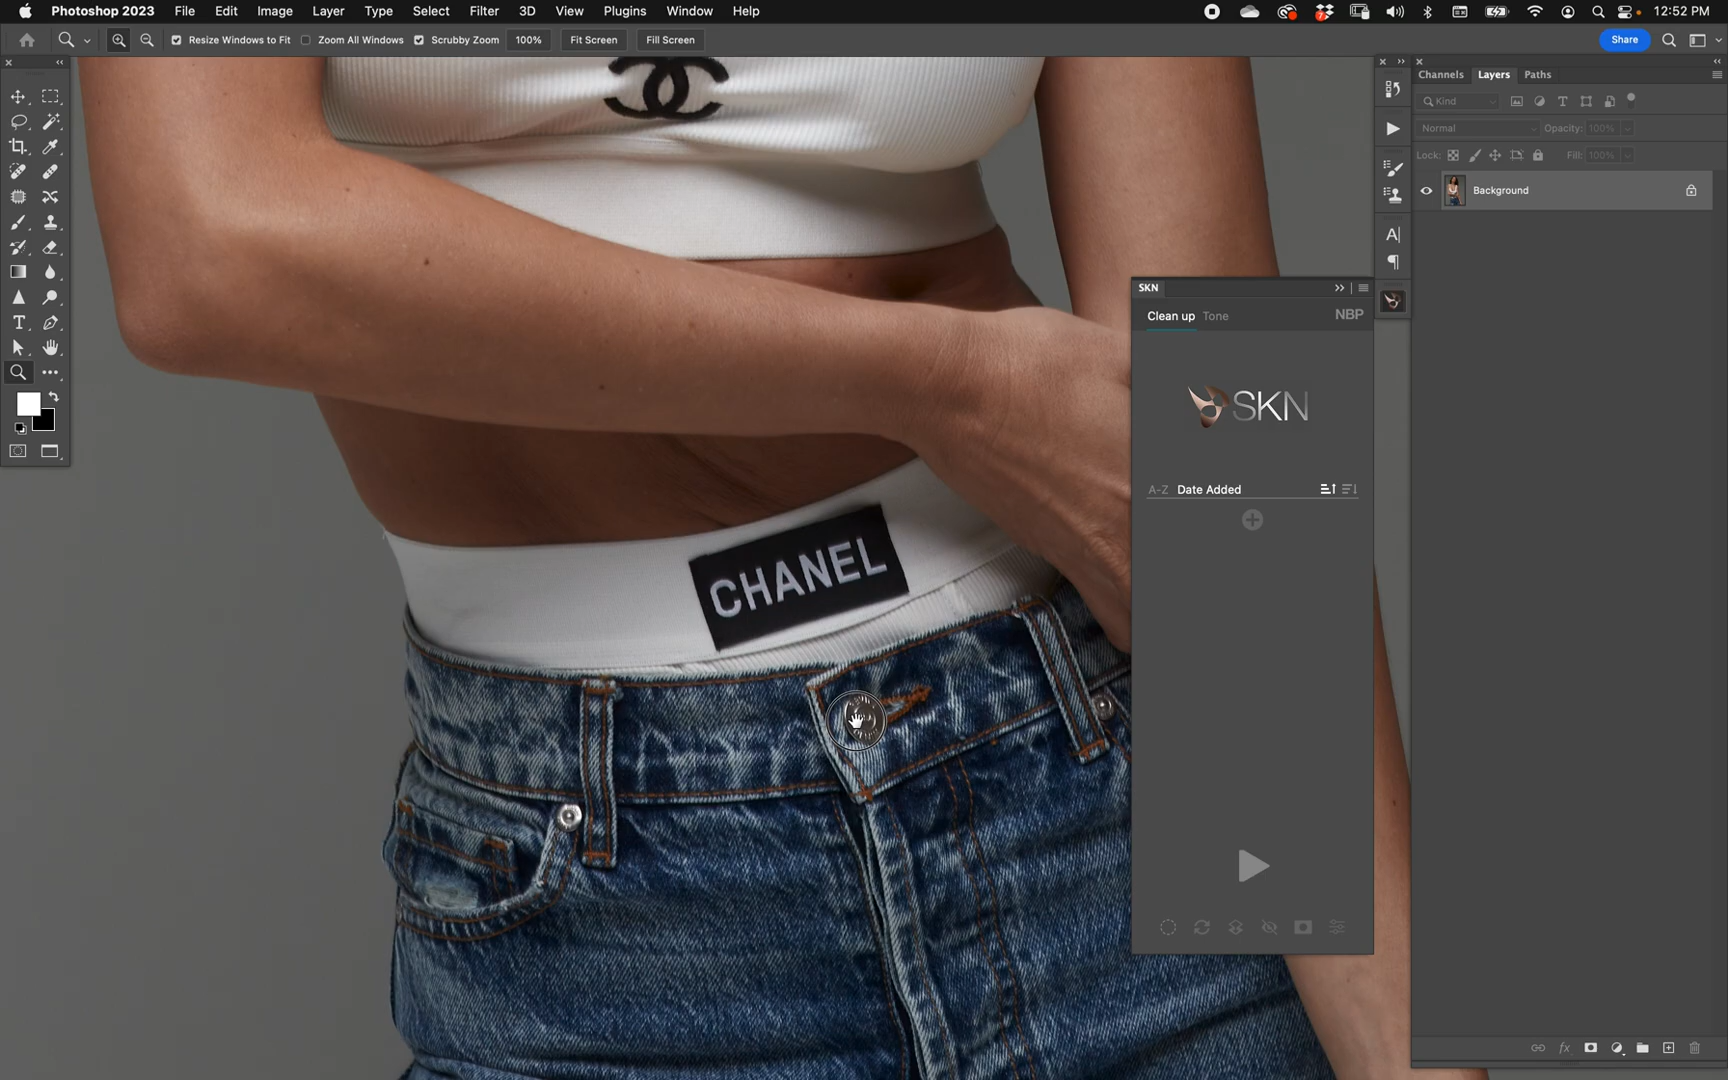 Photoshop 2023 File Edit Image Layer Type Select Filter 3D View Plugins Window Help 12:52 PM
Resize Windows to Fit Zoom All Windows Scrubby Zoom 100% Fit Screen Fill Screen Share
Channels Layers Paths
Kind
Normal Opacity: 100%
Lock: Fill: 100%
Background
SKN
Clean up Tone NBP
SKN
A-Z Date Added
CHANEL